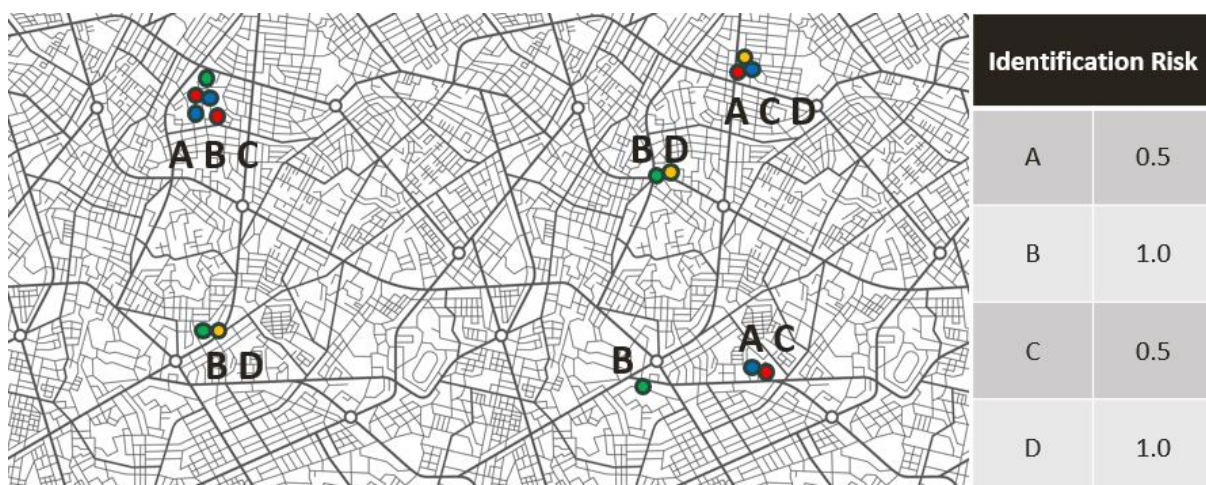 A B C
A C D
B D
B D
A C
B
Identification Risk
A 0.5
B 1.0
C 0.5
D 1.0